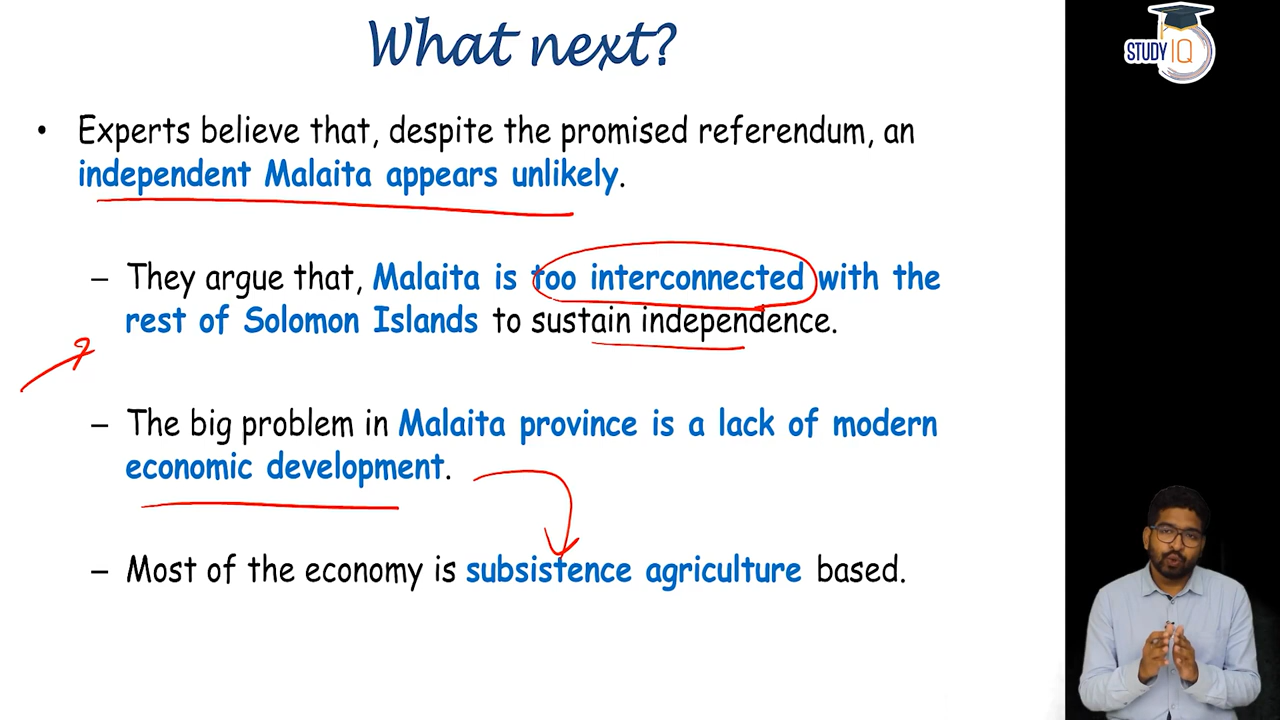 What next?
STUDY IQ
• Experts believe that, despite the promised referendum, an
independent Malaita appears unlikely.
– They argue that, Malaita is too interconnected with the
rest of Solomon Islands to sustain independence.
– The big problem in Malaita province is a lack of modern
economic development.
– Most of the economy is subsistence agriculture based.